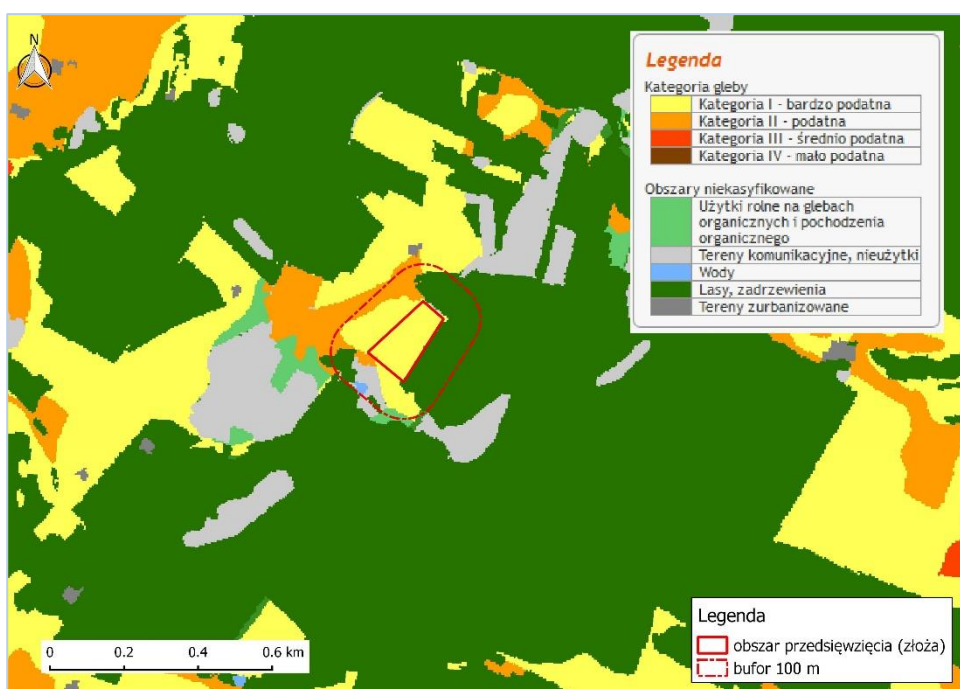 N
Legenda
Kategoria gleby
Kategoria I - bardzo podatna
Kategoria II - podatna
Kategoria III - średnio podatna
Kategoria IV - mało podatna
Obszary niekasyfikowane
Użytki rolne na glebach
organicznych i pochodzenia
organicznego
Tereny komunikacyjne, nieużytki
Wody
Lasy, zadrzewienia
Tereny zurbanizowane
0 0.2 0.4 0.6 km
Legenda
obszar przedsięwzięcia (złoża)
bufor 100 m